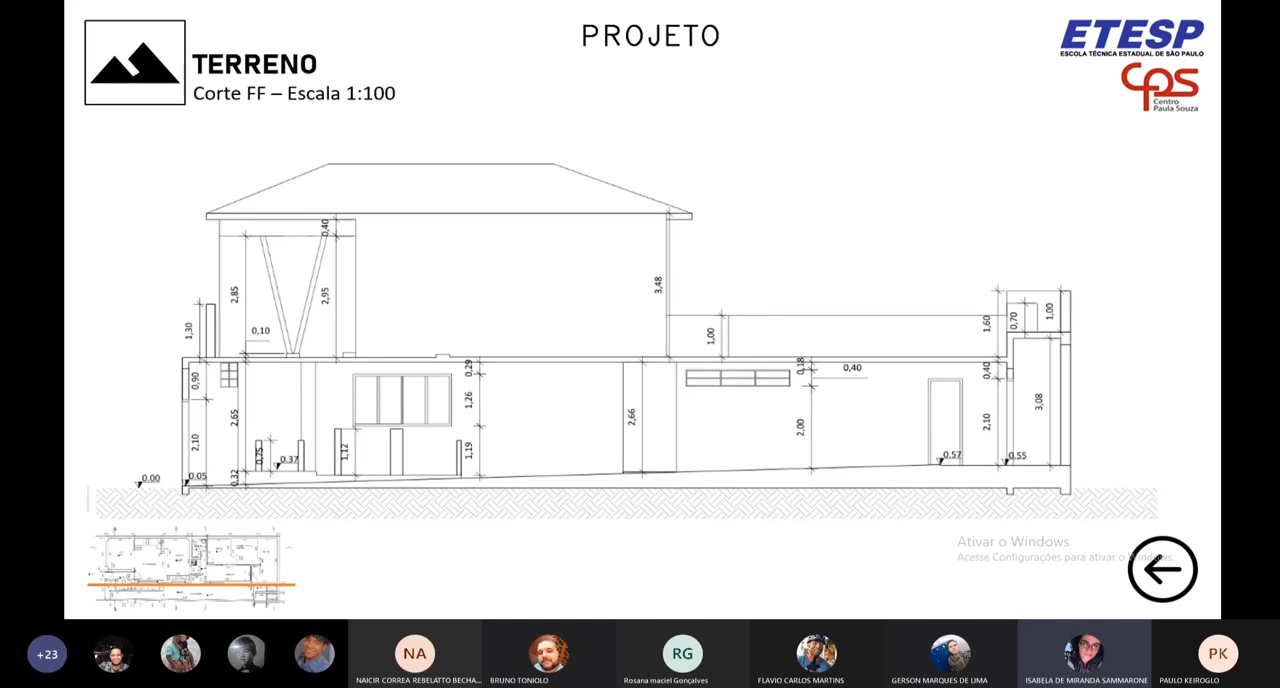 PROJETO
ETESP
ESCOLA TÉCNICA ESTADUAL DE SÃO PAULO
CPS
Centro
Paula Souza
TERRENO
Corte FF – Escala 1:100
0,40
2,85
2,95
3,48
1,30
0,10
1,00
1,60
0,70
1,00
0,90
0,29
0,18
0,40
0,40
1,26
2,65
2,66
3,08
2,10
2,00
2,10
0,75
1,12
1,19
0.37
0.57
0.55
0.00
0.05
0,32
Ativar o Windows
Acesse Configurações para ativar o Windows.
+23
NA
RG
PK
NAICIR CORREA REBELATTO BECHA...
BRUNO TONIOLO
Rosana maciel Gonçalves
FLAVIO CARLOS MARTINS
GERSON MARQUES DE LIMA
ISABELA DE MIRANDA SAMMARONE
PAULO KEIROGLO